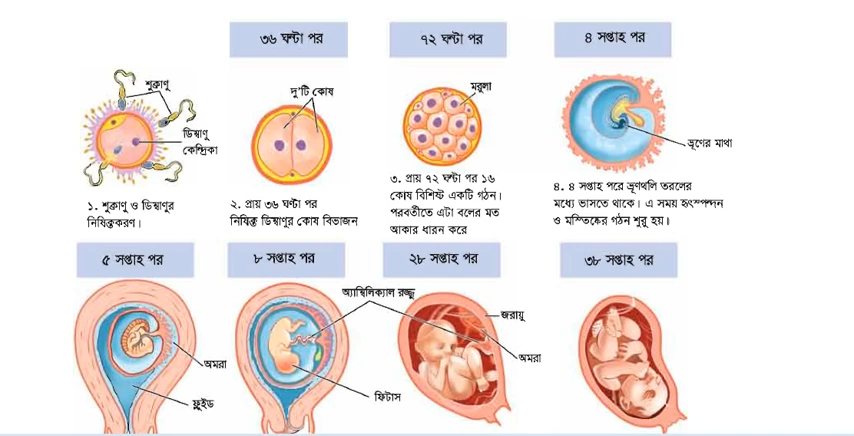 ৩৬ ঘন্টা পর
৭২ ঘন্টা পর
৪ সপ্তাহ পর
শুক্রাণু
ডিম্বাণু
কেন্দ্রিকা
দু'টি কোষ
মরুলা
ভ্রূণের মাথা
১. শুক্রাণু ও ডিম্বাণুর
নিষিক্তকরণ।
২. প্রায় ৩৬ ঘণ্টা পর
নিষিক্ত ডিম্বাণুর কোষ বিভাজন
৩. প্রায় ৭২ ঘন্টা পর ১৬
কোষ বিশিষ্ট একটি গঠন।
পরবর্তীতে এটা বলের মত
আকার ধারন করে
৪. ৪ সপ্তাহ পরে ভ্রূণথলি তরলের
মধ্যে ভাসতে থাকে। এ সময় হৃৎস্পন্দন
ও মস্তিষ্কের গঠন শুরু হয়।
৫ সপ্তাহ পর
৮ সপ্তাহ পর
২৮ সপ্তাহ পর
৩৮ সপ্তাহ পর
অমরা
ফ্লুইড
অ্যাম্বিলিক্যাল রজ্জু
ফিটাস
জরায়ু
অমরা